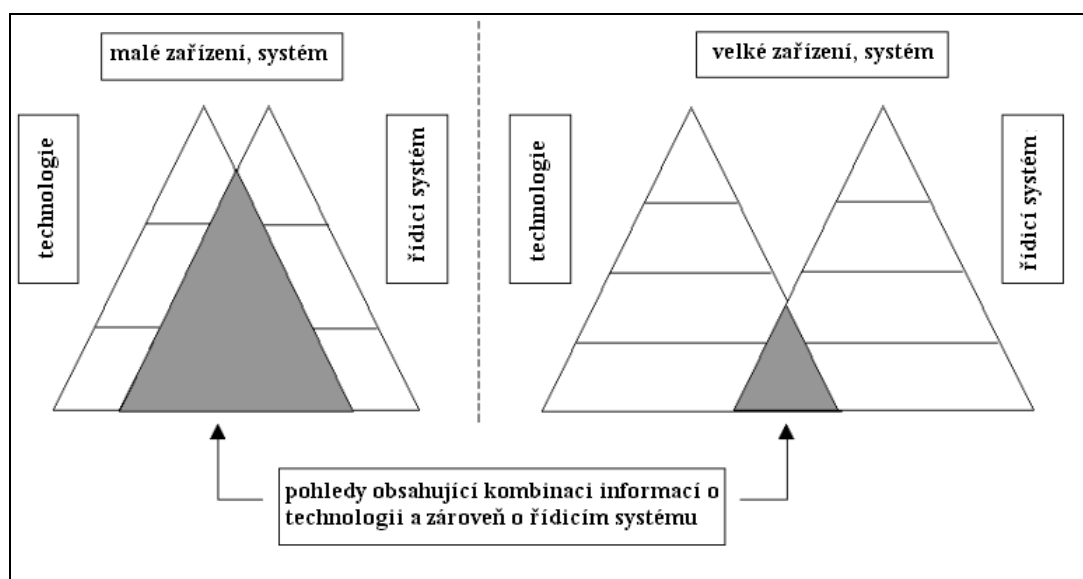 malé zařízení, systém
velké zařízení, systém
technologie
řídicí systém
technologie
řídicí systém
pohledy obsahující kombinaci informací o
technologii a zároveň o řídicím systému